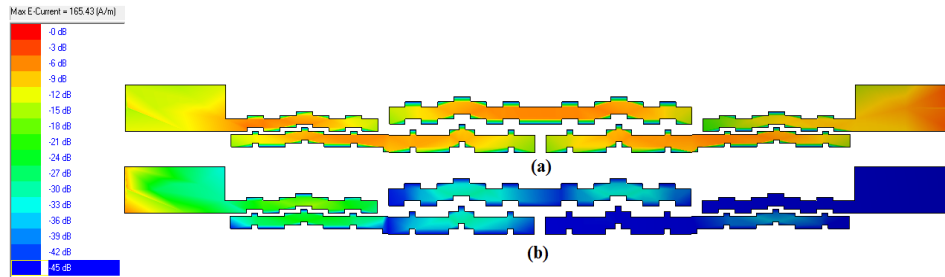 Max E-Current = 165.43 (A/m)
-0 dB
-3 dB
-6 dB
-9 dB
-12 dB
-15 dB
-18 dB
-21 dB
-24 dB
-27 dB
-30 dB
-33 dB
-36 dB
-39 dB
-42 dB
-45 dB
(a)
(b)